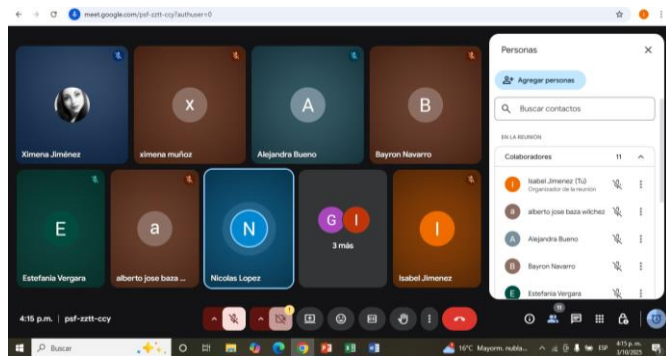 meet.google.com/psf-zztt-ccy?authuser=0
Personas
Agregar personas
Buscar contactos
EN LA REUNIÓN
Colaboradores 11
Isabel Jimenez (Tú)
Organizador de la reunión
alberto jose baza wilchez
Alejandra Bueno
Bayron Navarro
Estefania Vergara
X
A
B
Ximena Jiménez
ximena muñoz
Alejandra Bueno
Bayron Navarro
E
a
N
G I
I
3 más
Estefania Vergara
alberto jose baza ...
Nicolas Lopez
Isabel Jimenez
4:15 p.m. | psf-zztt-ccy
11
Buscar
16°C Mayorm. nubla...
ESP
4:15 p.m.
3/10/2025